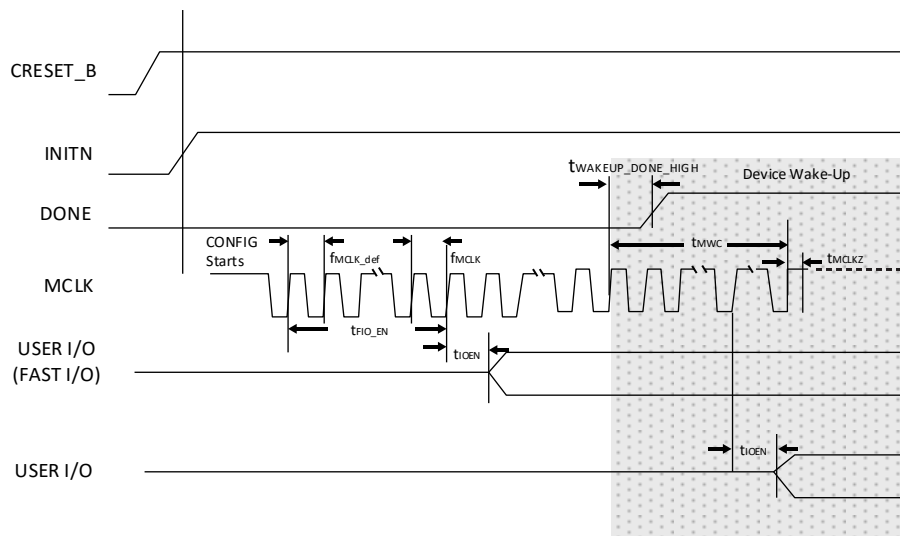 CRESET_B
INITN
tWAKEUP_DONE_HIGH
Device Wake-Up
DONE
CONFIG
Starts
fMCLK_def
fMCLK
tMWC
tMCLKZ
MCLK
tFIO_EN
USER I/O
(FAST I/O)
tIOEN
USER I/O
tIOEN